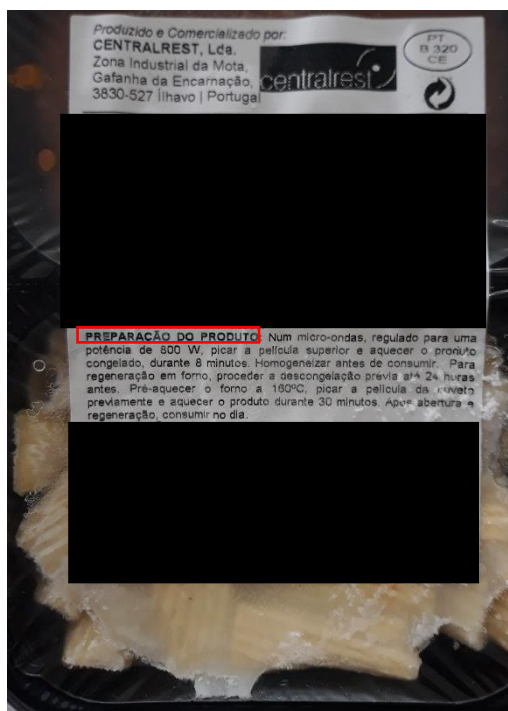 Produzido e Comercializado por:
CENTRALREST, Lda.
Zona Industrial da Mota,
Gafanha da Encarnação,
3830-527 Ílhavo | Portugal
centralrest
PT
B 320
CE
PREPARAÇÃO DO PRODUTO: Num micro-ondas, regulado para uma
potência de 800 W, picar a película superior e aquecer o produto
congelado, durante 8 minutos. Homogeneizar antes de consumir. Para
regeneração em forno, proceder a descongelação prévia até 24 horas
antes. Pré-aquecer o forno a 160ºC, picar a película da cuvete
previamente e aquecer o produto durante 30 minutos. Após abertura e
regeneração, consumir no dia.